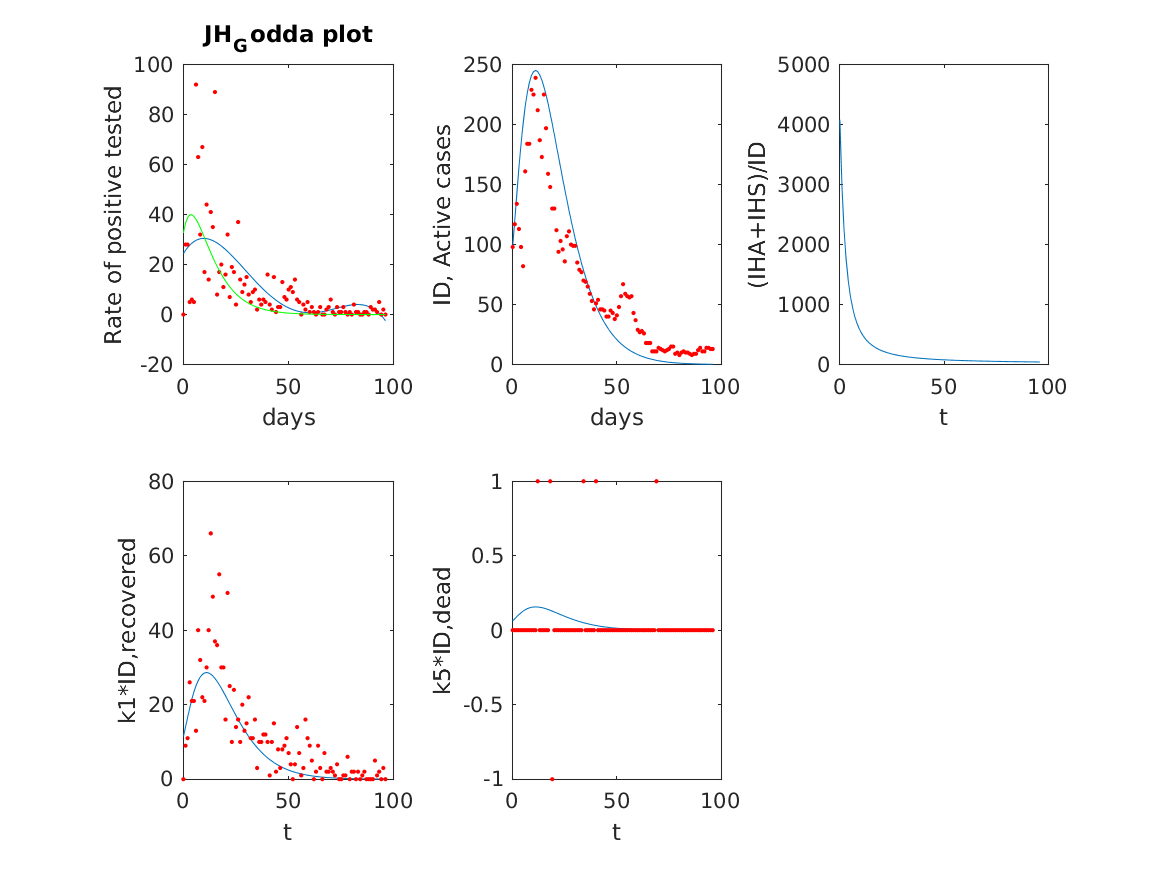 JH_Godda plot
100
80
60
40
20
0
-20
0 50 100
days
Rate of positive tested
250
200
150
100
50
0
0 50 100
days
ID, Active cases
5000
4000
3000
2000
1000
0
0 50 100
t
(IHA+IHS)/ID
80
60
40
20
0
0 50 100
t
k1*ID,recovered
1
0.5
0
-0.5
-1
0 50 100
t
k5*ID,dead